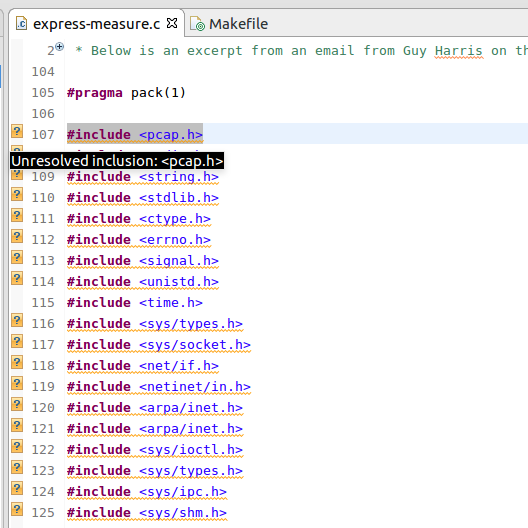 express-measure.c Makefile
2 * Below is an excerpt from an email from Guy Harris on th
104
105 #pragma pack(1)
106
107 #include <pcap.h>
Unresolved inclusion: <pcap.h>
109 #include <string.h>
110 #include <stdlib.h>
111 #include <ctype.h>
112 #include <errno.h>
113 #include <signal.h>
114 #include <unistd.h>
115 #include <time.h>
116 #include <sys/types.h>
117 #include <sys/socket.h>
118 #include <net/if.h>
119 #include <netinet/in.h>
120 #include <arpa/inet.h>
121 #include <arpa/inet.h>
122 #include <sys/ioctl.h>
123 #include <sys/types.h>
124 #include <sys/ipc.h>
125 #include <sys/shm.h>